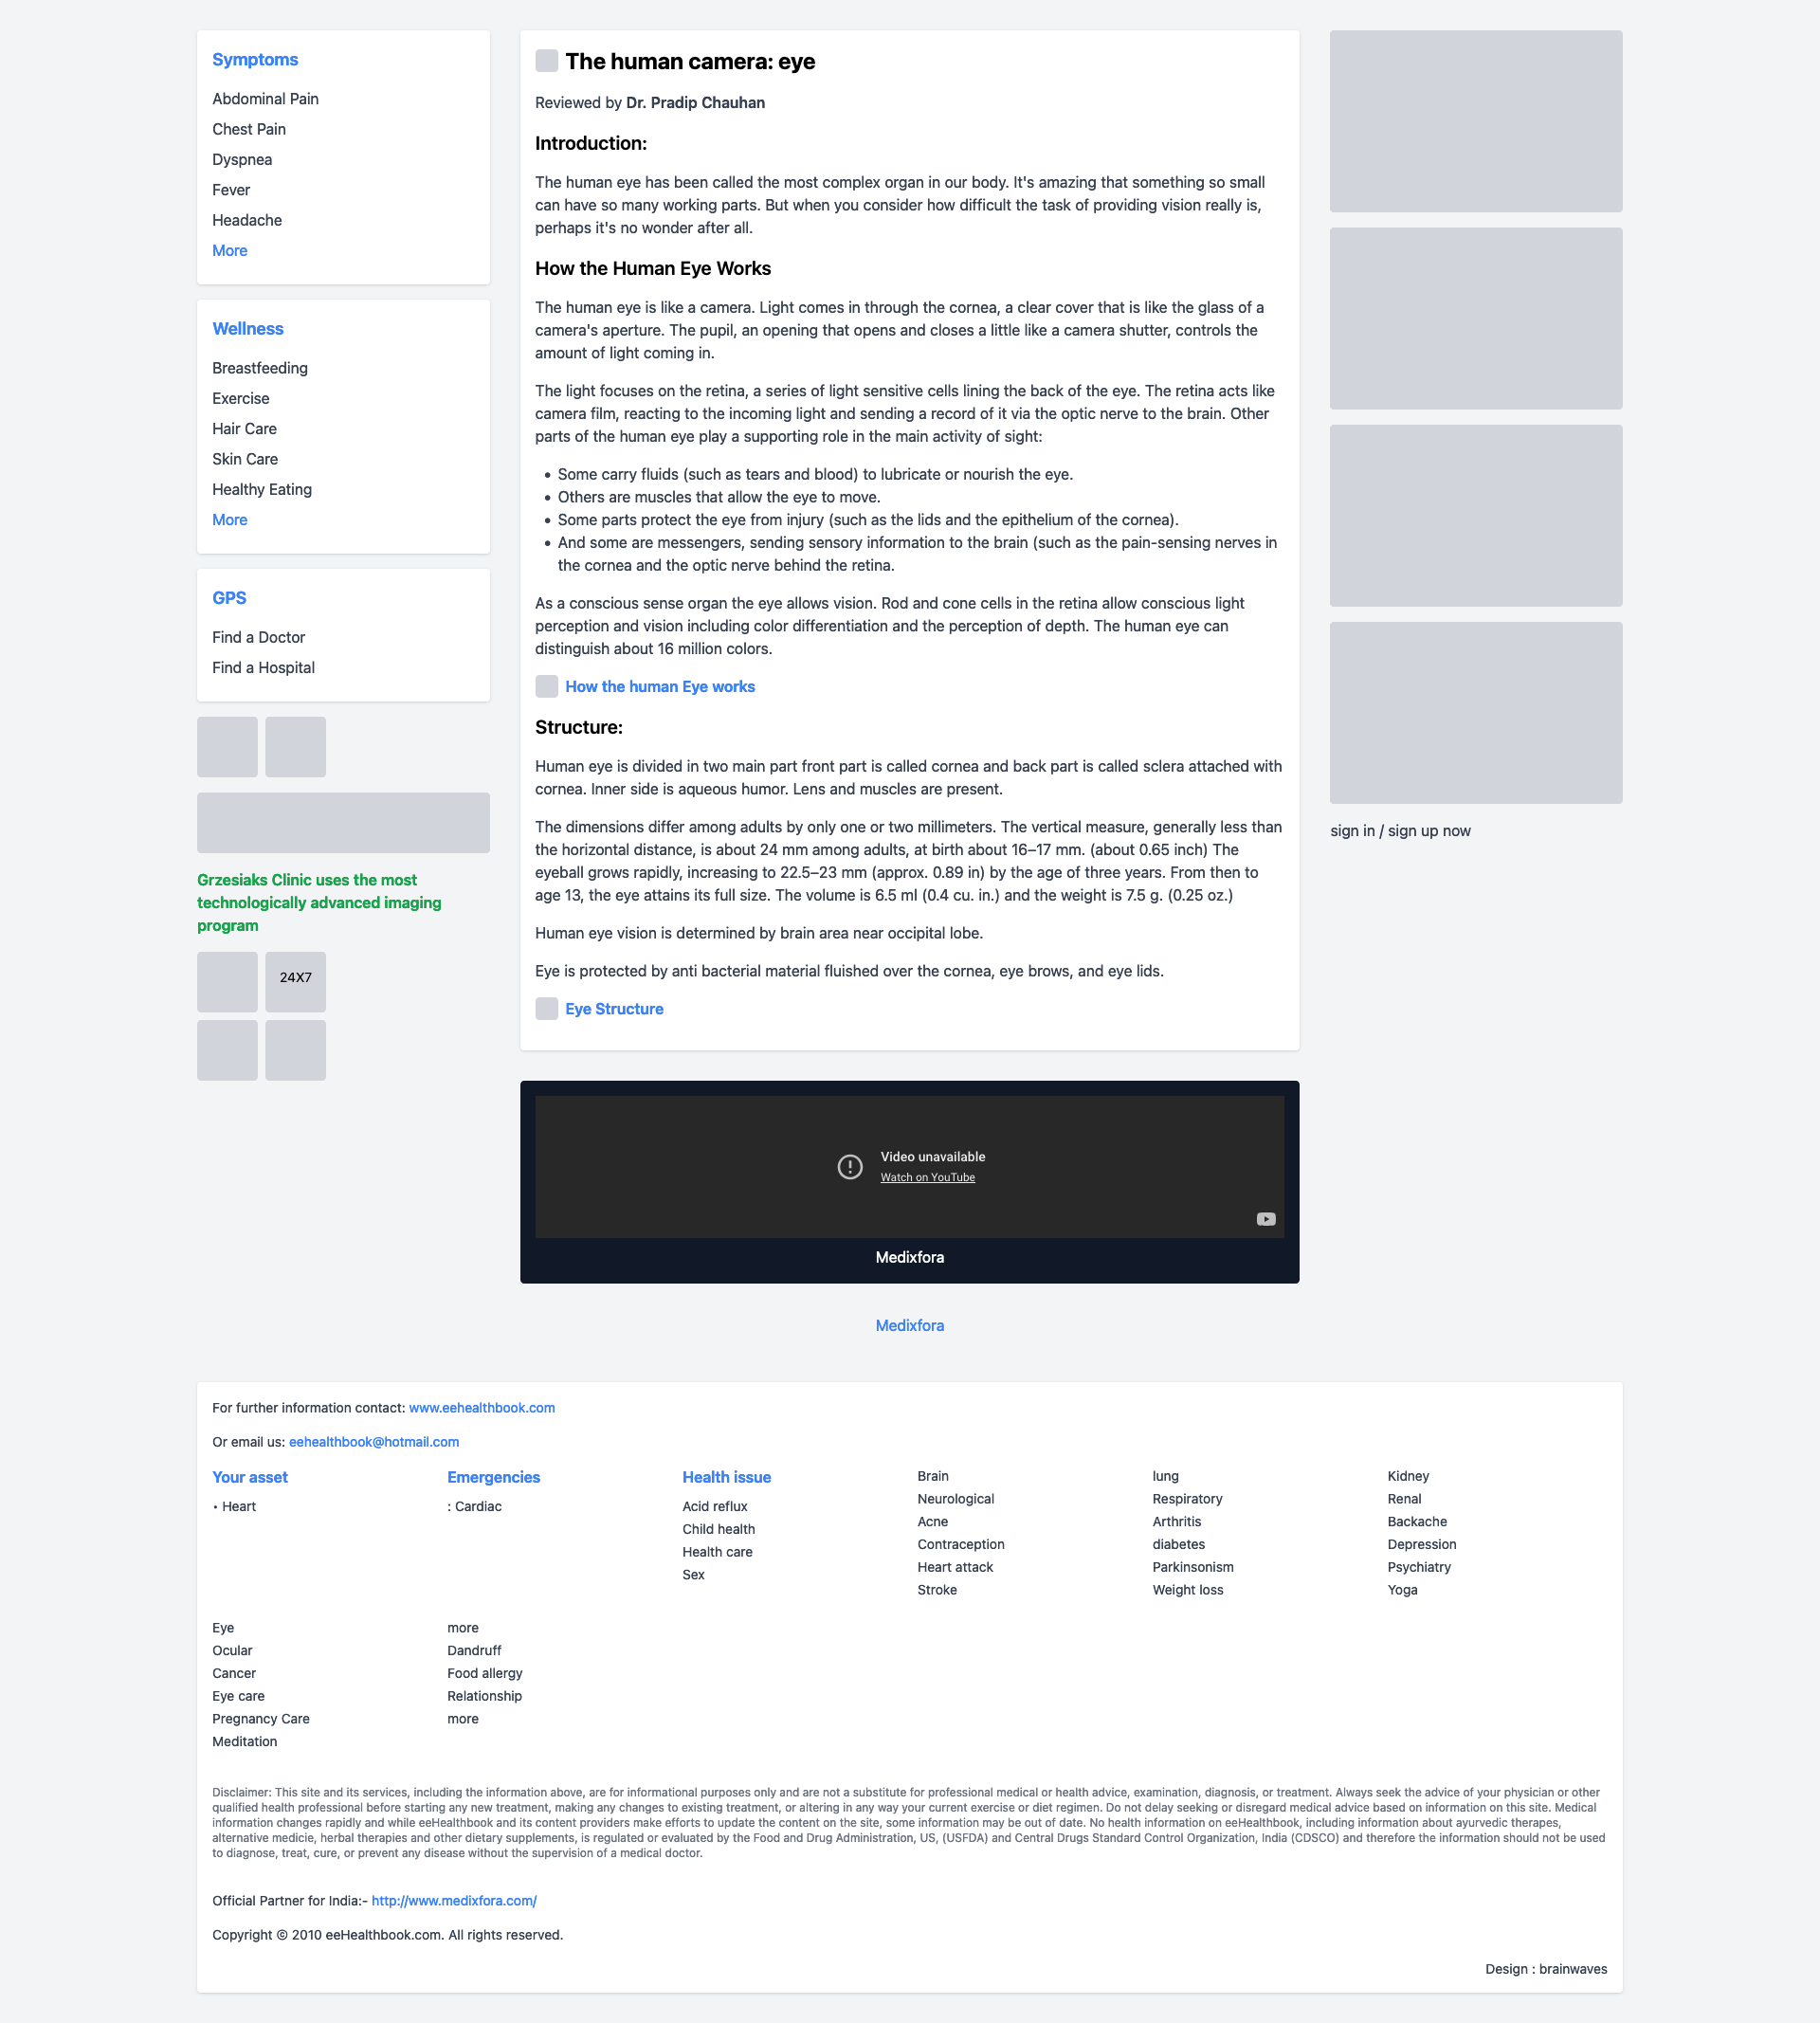 Symptoms
Abdominal Pain
Chest Pain
Dyspnea
Fever
Headache
More
Wellness
Breastfeeding
Exercise
Hair Care
Skin Care
Healthy Eating
More
GPS
Find a Doctor
Find a Hospital
Grzesiaks Clinic uses the most
technologically advanced imaging
program
24X7
The human camera: eye
Reviewed by Dr. Pradip Chauhan
Introduction:
The human eye has been called the most complex organ in our body. It's amazing that something so small
can have so many working parts. But when you consider how difficult the task of providing vision really is,
perhaps it's no wonder after all.
How the Human Eye Works
The human eye is like a camera. Light comes in through the cornea, a clear cover that is like the glass of a
camera's aperture. The pupil, an opening that opens and closes a little like a camera shutter, controls the
amount of light coming in.
The light focuses on the retina, a series of light sensitive cells lining the back of the eye. The retina acts like
camera film, reacting to the incoming light and sending a record of it via the optic nerve to the brain. Other
parts of the human eye play a supporting role in the main activity of sight:
• Some carry fluids (such as tears and blood) to lubricate or nourish the eye.
• Others are muscles that allow the eye to move.
• Some parts protect the eye from injury (such as the lids and the epithelium of the cornea).
• And some are messengers, sending sensory information to the brain (such as the pain-sensing nerves in
the cornea and the optic nerve behind the retina.
As a conscious sense organ the eye allows vision. Rod and cone cells in the retina allow conscious light
perception and vision including color differentiation and the perception of depth. The human eye can
distinguish about 16 million colors.
How the human Eye works
Structure:
Human eye is divided in two main part front part is called cornea and back part is called sclera attached with
cornea. Inner side is aqueous humor. Lens and muscles are present.
The dimensions differ among adults by only one or two millimeters. The vertical measure, generally less than
the horizontal distance, is about 24 mm among adults, at birth about 16–17 mm. (about 0.65 inch) The
eyeball grows rapidly, increasing to 22.5–23 mm (approx. 0.89 in) by the age of three years. From then to
age 13, the eye attains its full size. The volume is 6.5 ml (0.4 cu. in.) and the weight is 7.5 g. (0.25 oz.)
Human eye vision is determined by brain area near occipital lobe.
Eye is protected by anti bacterial material fluished over the cornea, eye brows, and eye lids.
Eye Structure
Video unavailable
Watch on YouTube
Medixfora
Medixfora
sign in / sign up now
For further information contact: www.eehealthbook.com
Or email us: eehealthbook@hotmail.com
Your asset
• Heart
Emergencies
: Cardiac
Health issue
Acid reflux
Child health
Health care
Sex
Brain
Neurological
Acne
Contraception
Heart attack
Stroke
lung
Respiratory
Arthritis
diabetes
Parkinsonism
Weight loss
Kidney
Renal
Backache
Depression
Psychiatry
Yoga
Eye
Ocular
Cancer
Eye care
Pregnancy Care
Meditation
more
Dandruff
Food allergy
Relationship
more
Disclaimer: This site and its services, including the information above, are for informational purposes only and are not a substitute for professional medical or health advice, examination, diagnosis, or treatment. Always seek the advice of your physician or other
qualified health professional before starting any new treatment, making any changes to existing treatment, or altering in any way your current exercise or diet regimen. Do not delay seeking or disregard medical advice based on information on this site. Medical
information changes rapidly and while eeHealthbook and its content providers make efforts to update the content on the site, some information may be out of date. No health information on eeHealthbook, including information about ayurvedic therapes,
alternative medicie, herbal therapies and other dietary supplements, is regulated or evaluated by the Food and Drug Administration, US, (USFDA) and Central Drugs Standard Control Organization, India (CDSCO) and therefore the information should not be used
to diagnose, treat, cure, or prevent any disease without the supervision of a medical doctor.
Official Partner for India:- http://www.medixfora.com/
Copyright © 2010 eeHealthbook.com. All rights reserved.
Design : brainwaves